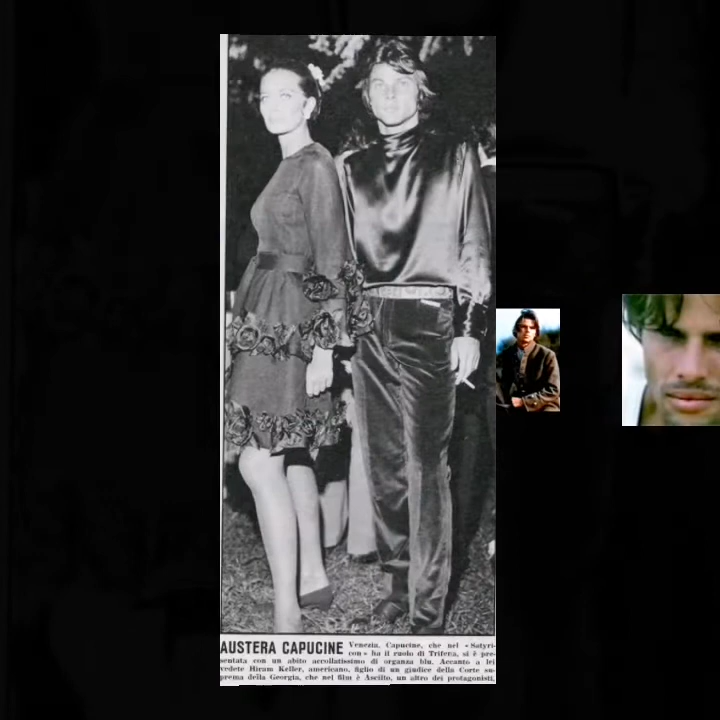 AUSTERA CAPUCINE Venezia. Capucine, che nel «Satyri-
con» ha il ruolo di Trifena, si è pre-
sentata con un abito accollatissimo di organza blu. Accanto a lei
vedete Hiram Keller, americano, figlio di un giudice della Corte su-
prema della Georgia, che nel film è Ascilto, un altro dei protagonisti.